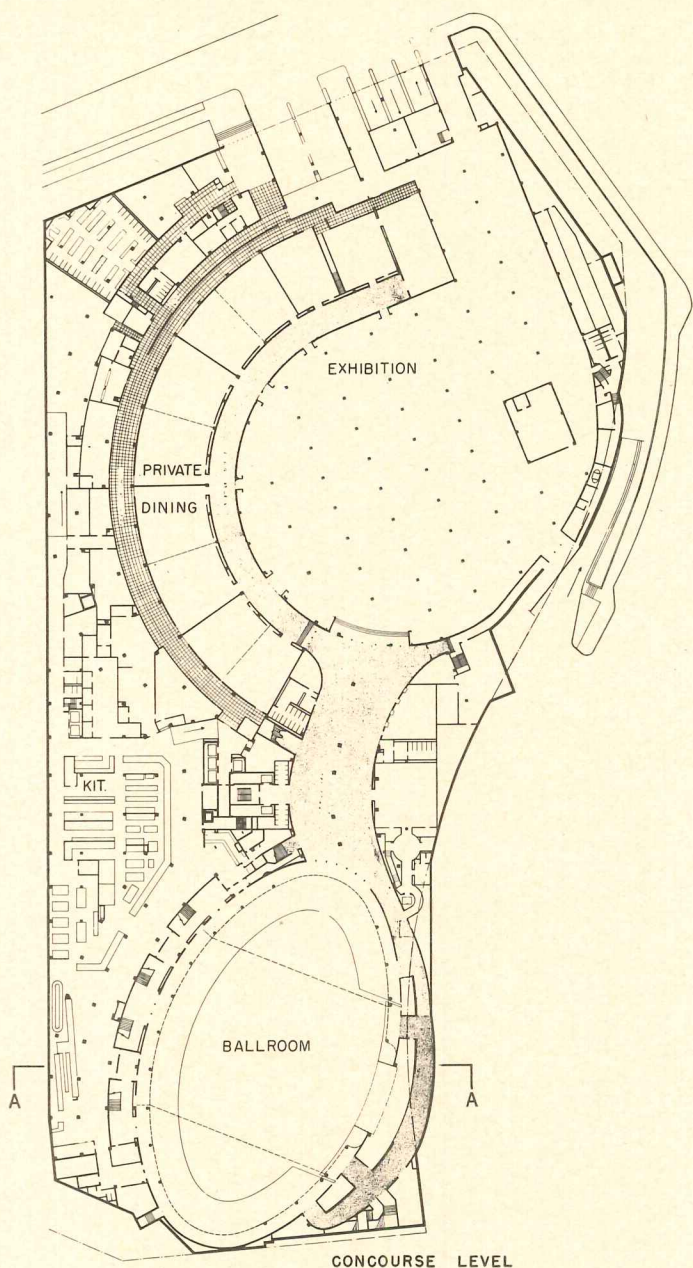 EXHIBITION
PRIVATE
DINING
KIT.
BALLROOM
A
A
CONCOURSE LEVEL